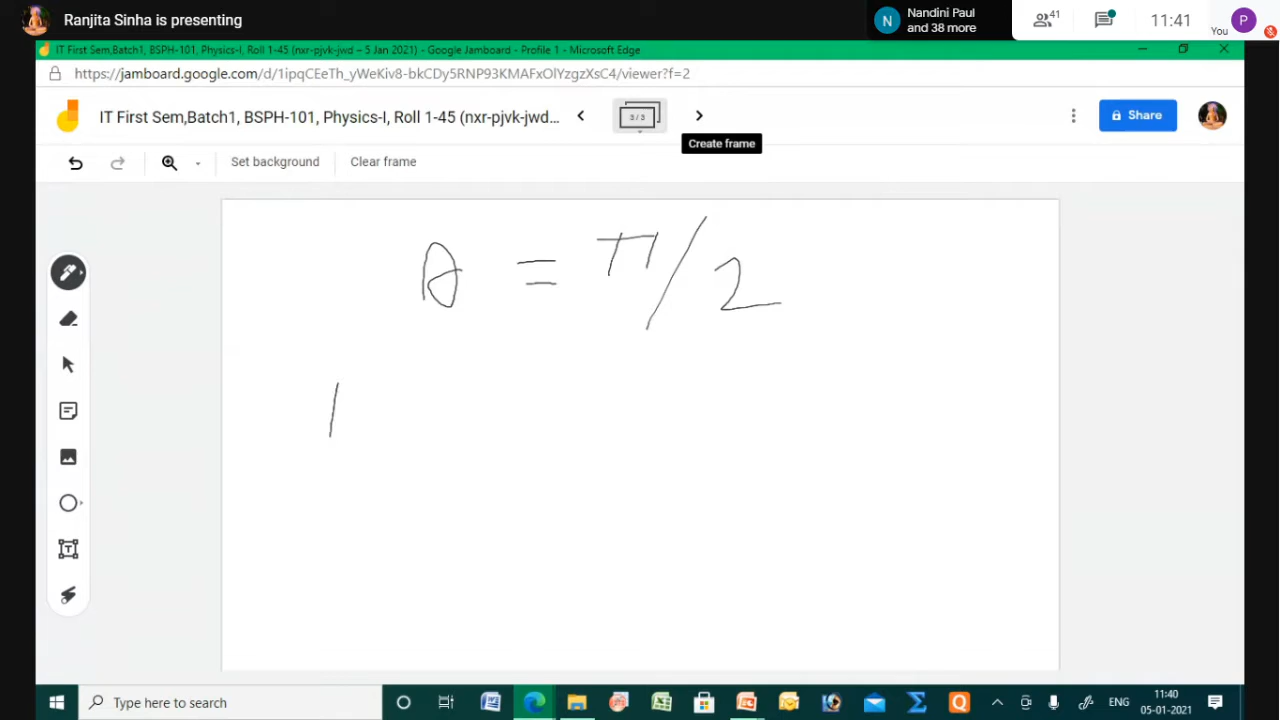 Ranjita Sinha is presenting
N
Nandini Paul
and 38 more
41
11:41
You
P
IT First Sem,Batch1, BSPH-101, Physics-I, Roll 1-45 (nxr-pjvk-jwd – 5 Jan 2021) - Google Jamboard - Profile 1 - Microsoft Edge
https://jamboard.google.com/d/1ipqCEeTh_yWeKiv8-bkCDy5RNP93KMAFxOlYzgzXsC4/viewer?f=2
IT First Sem,Batch1, BSPH-101, Physics-I, Roll 1-45 (nxr-pjvk-jwd...
3 / 3
Share
Create frame
Set background
Clear frame
θ = π/2
Type here to search
ENG
11:40
05-01-2021